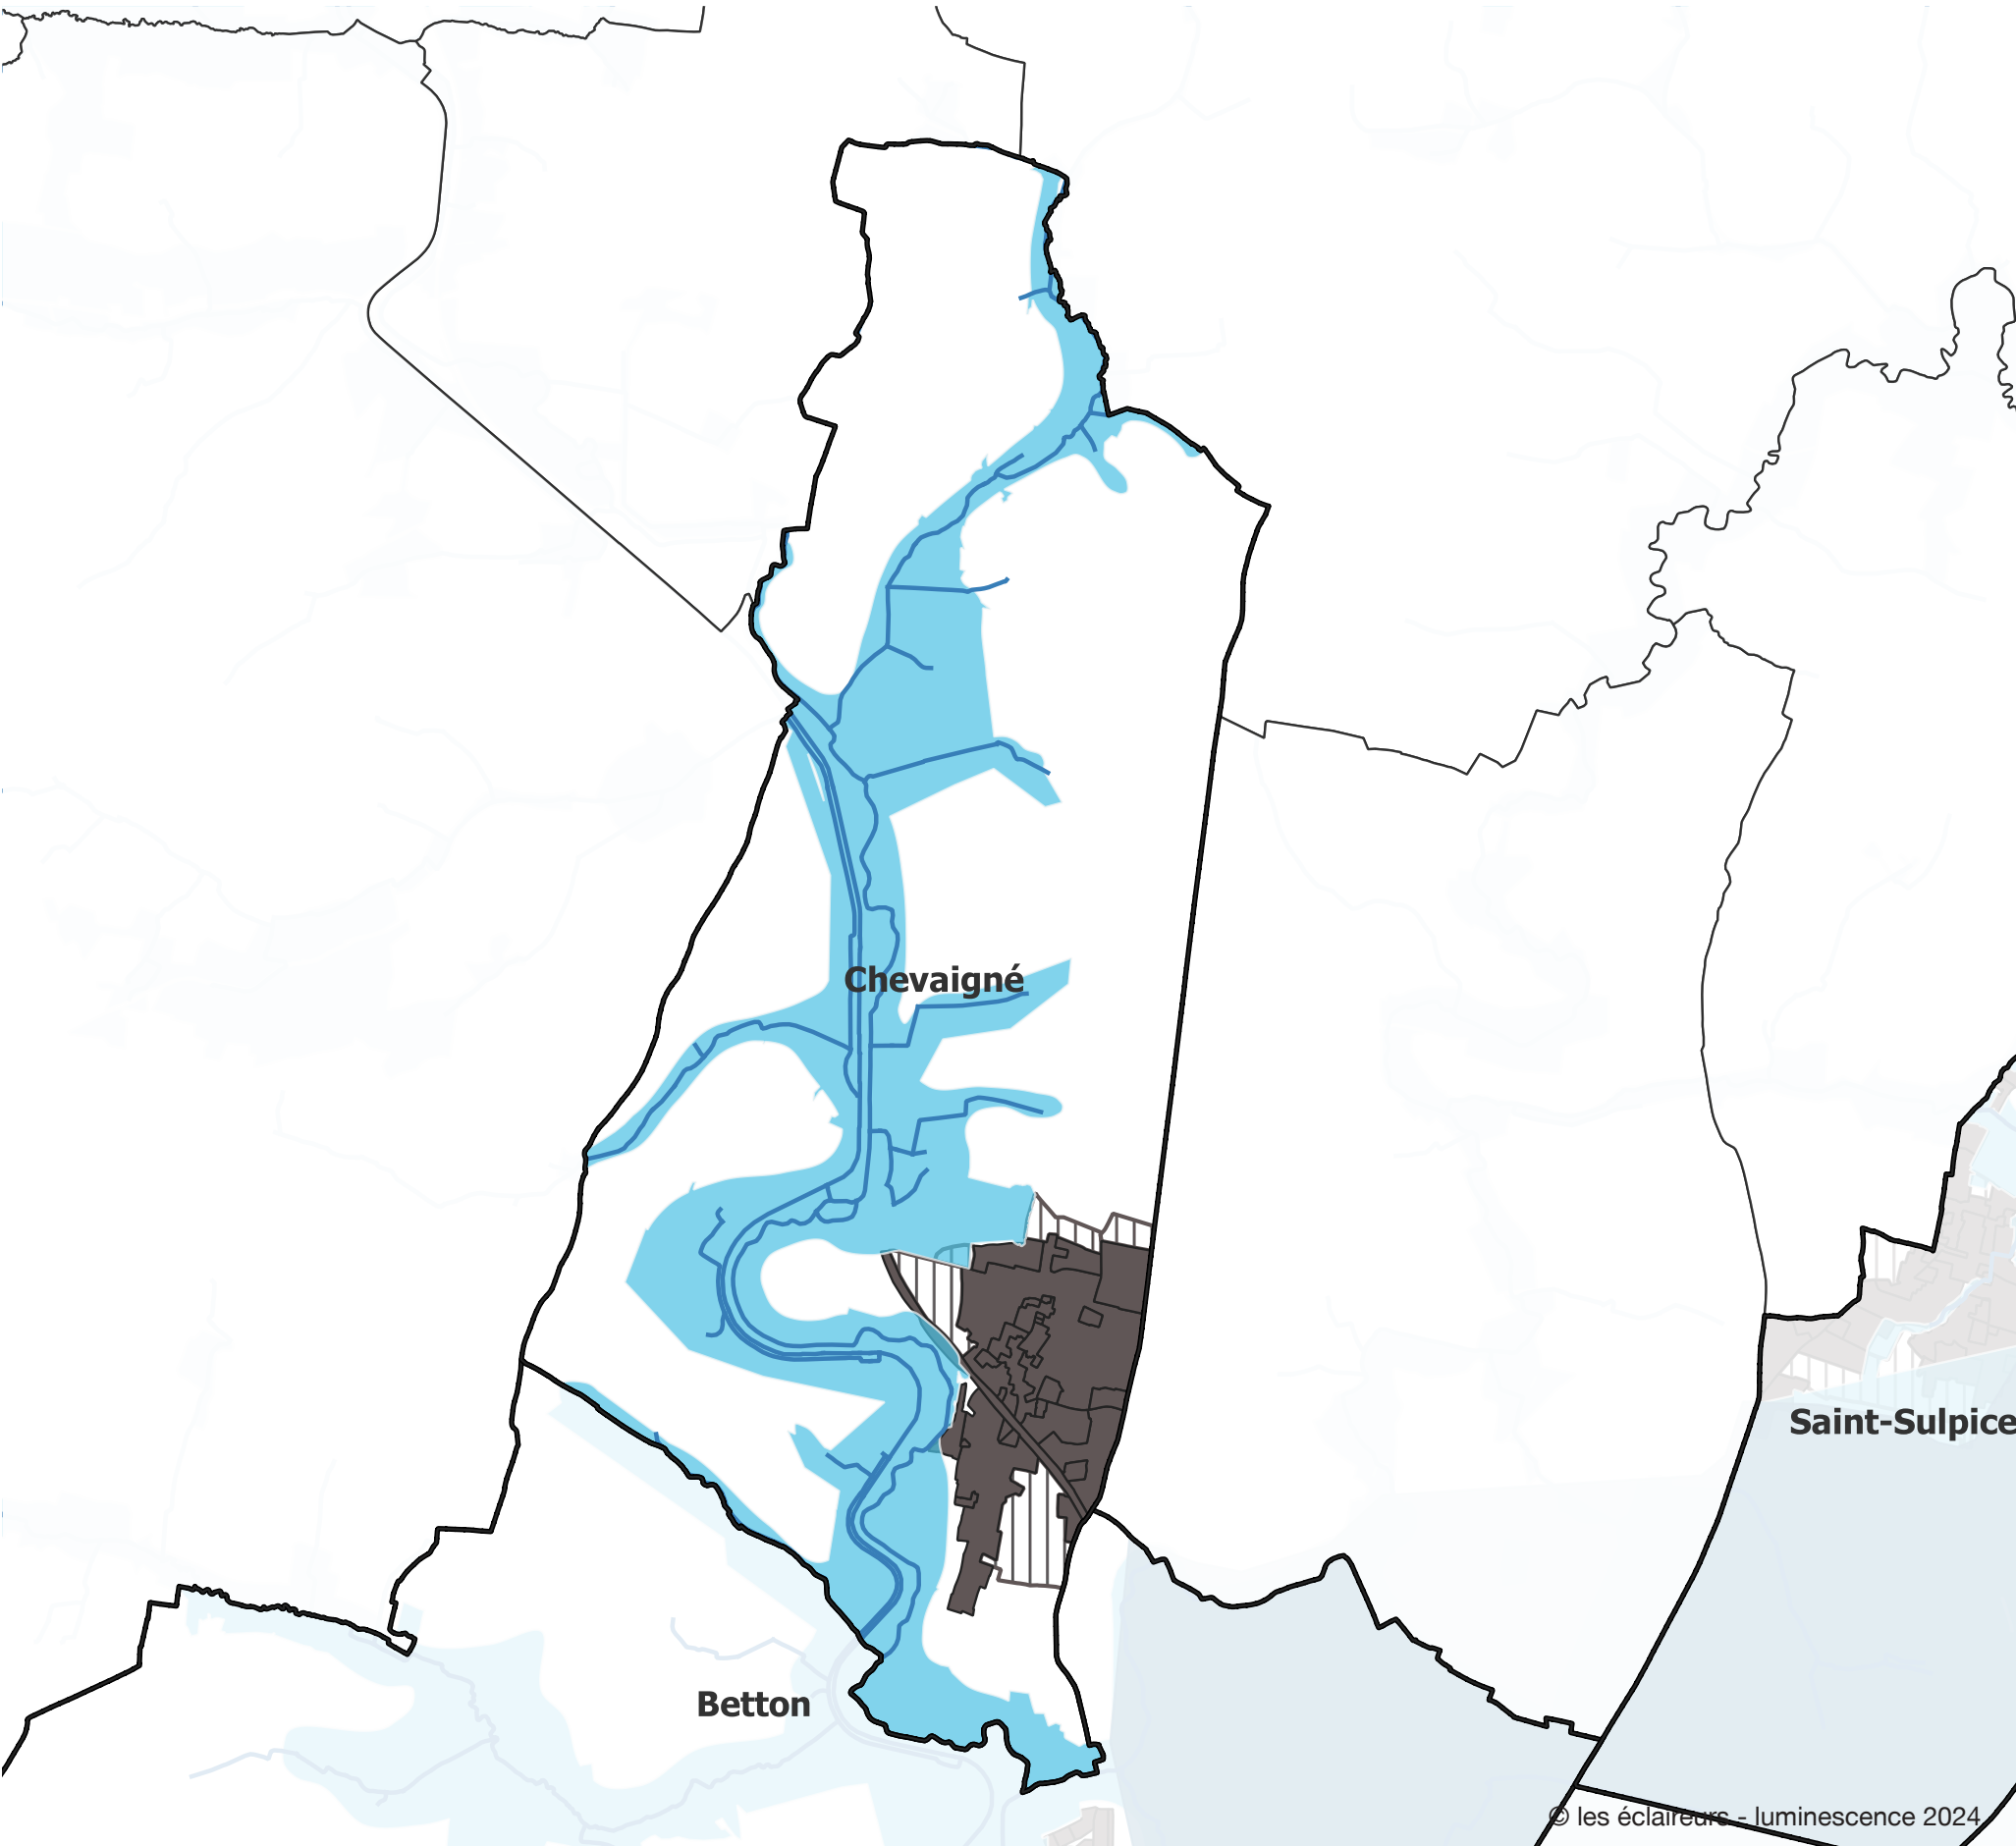 Chevaigné
Saint-Sulpice
Betton
© les éclaireurs - luminescence 2024